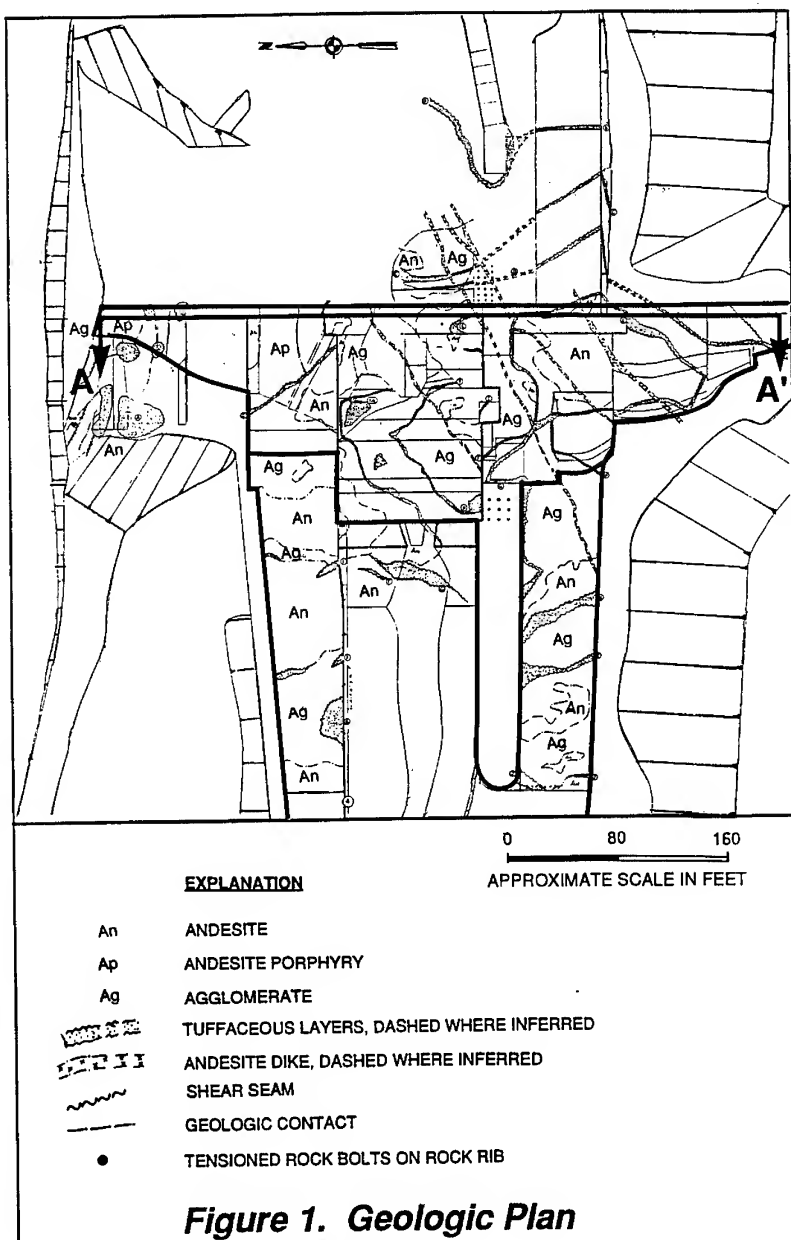 N
An
Ag
Ag
Ap
A
A'
Ap
Ag
An
An
Ag
An
Ag
Ag
An
Ag
An
An
Ag
An
Ag
An
Ag
An
Ag
4
0 80 160
APPROXIMATE SCALE IN FEET
EXPLANATION
An ANDESITE
Ap ANDESITE PORPHYRY
Ag AGGLOMERATE
TUFFACEOUS LAYERS, DASHED WHERE INFERRED
ANDESITE DIKE, DASHED WHERE INFERRED
SHEAR SEAM
GEOLOGIC CONTACT
TENSIONED ROCK BOLTS ON ROCK RIB
Figure 1. Geologic Plan